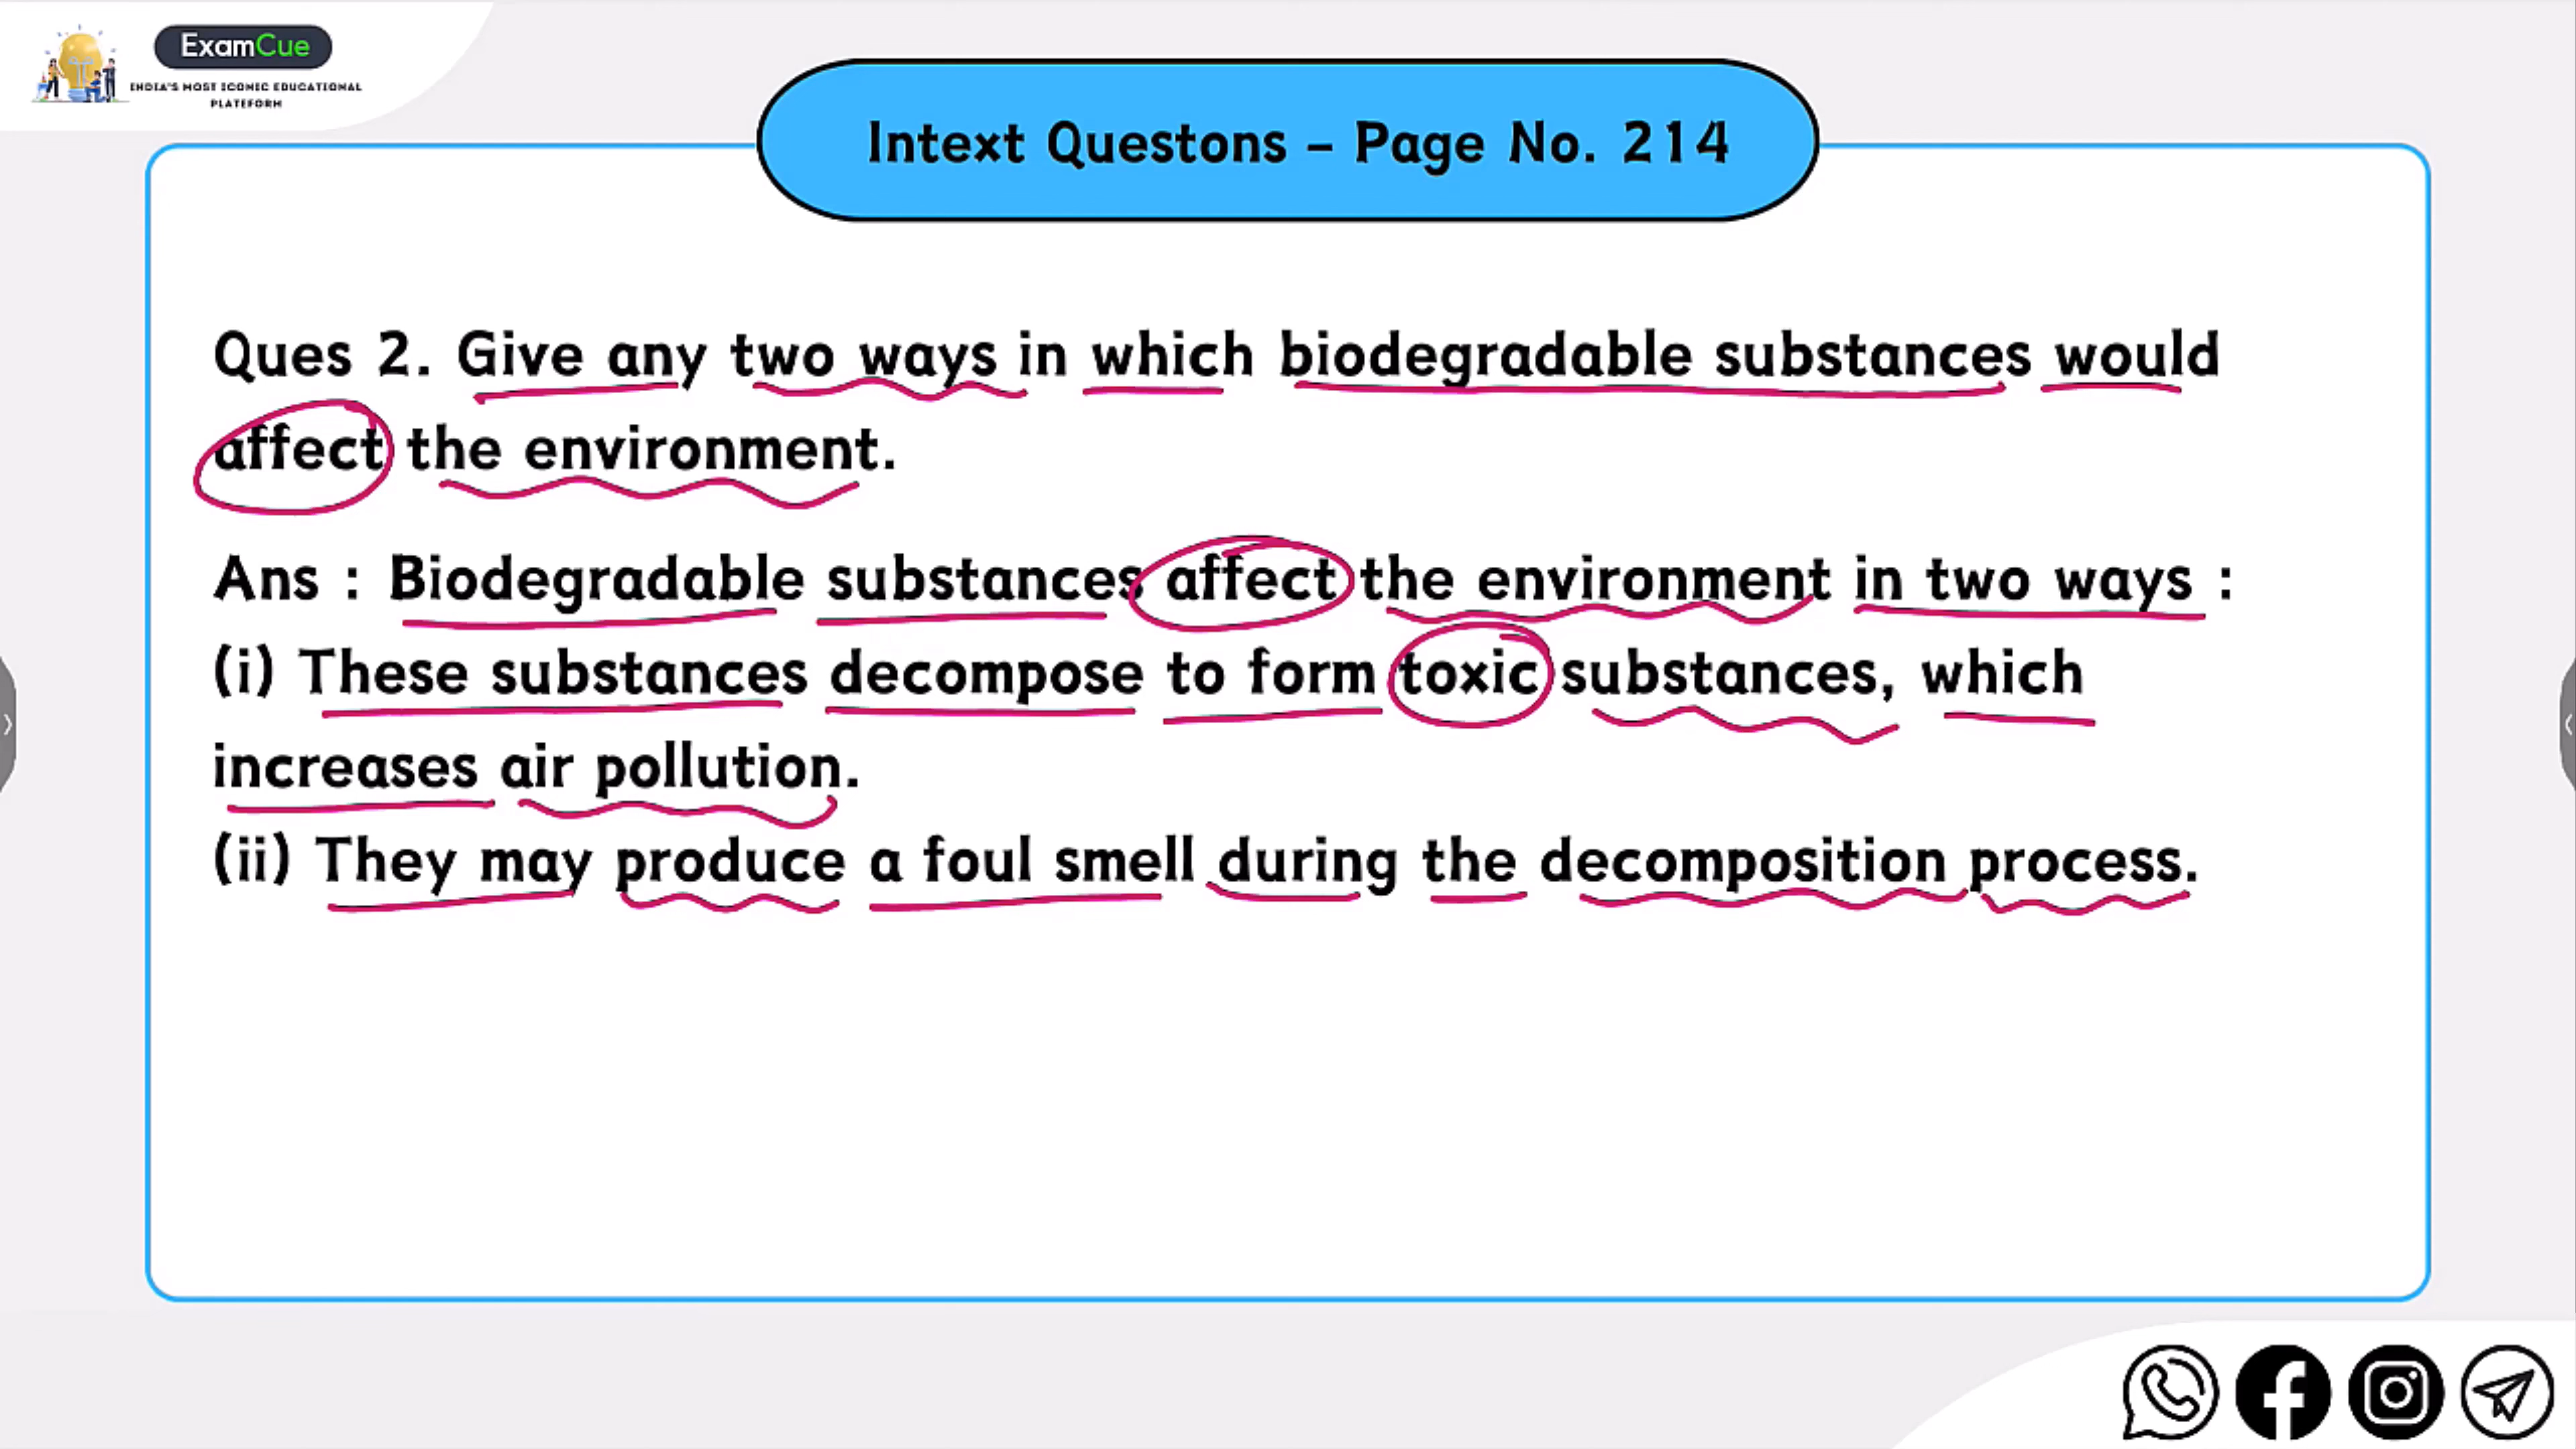 ExamCue
INDIA'S MOST ICONIC EDUCATIONAL
PLATEFORM
Intext Questons – Page No. 214
Ques 2. Give any two ways in which biodegradable substances would
affect the environment.
Ans : Biodegradable substances affect the environment in two ways :
(i) These substances decompose to form toxic substances, which
increases air pollution.
(ii) They may produce a foul smell during the decomposition process.